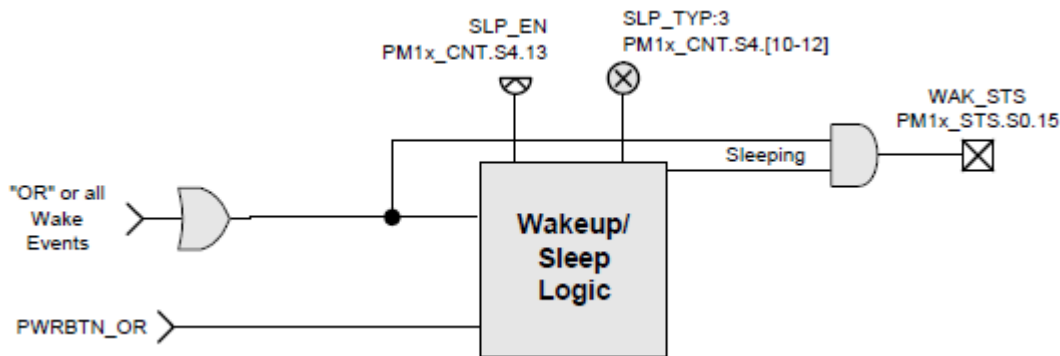 SLP_EN
PM1x_CNT.S4.13
SLP_TYP:3
PM1x_CNT.S4.[10-12]
WAK_STS
PM1x_STS.S0.15
Sleeping
"OR" or all
Wake
Events
Wakeup/
Sleep
Logic
PWRBTN_OR